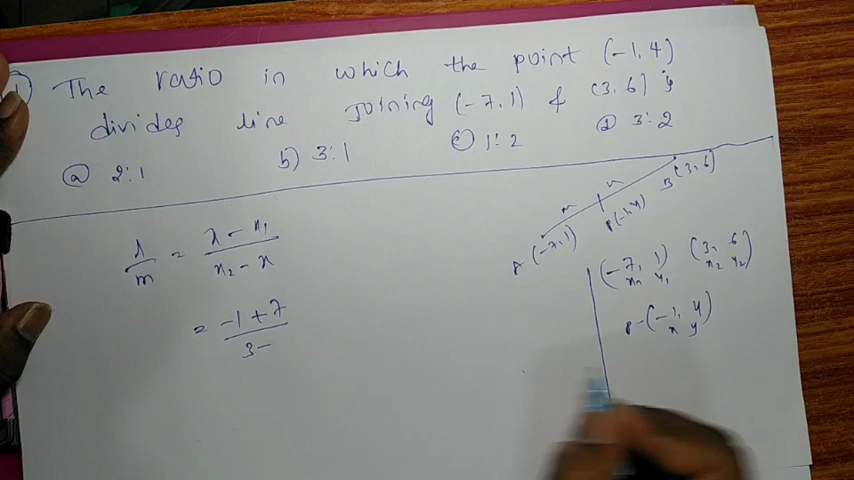 1) The ratio in which the point (-1, 4)
divides line joining (-7, 1) & (3, 6) is
a) 2:1 b) 3:1 c) 1:2 d) 3:2
m n B (3, 6)
P(-1, 4)
A (-7, 1)
l/m = x - x₁ / x₂ - x
(-7, 1) (3, 6)
x₁ y₁ x₂ y₂
= -1 + 7 / 3 -
P - (-1, 4)
x y